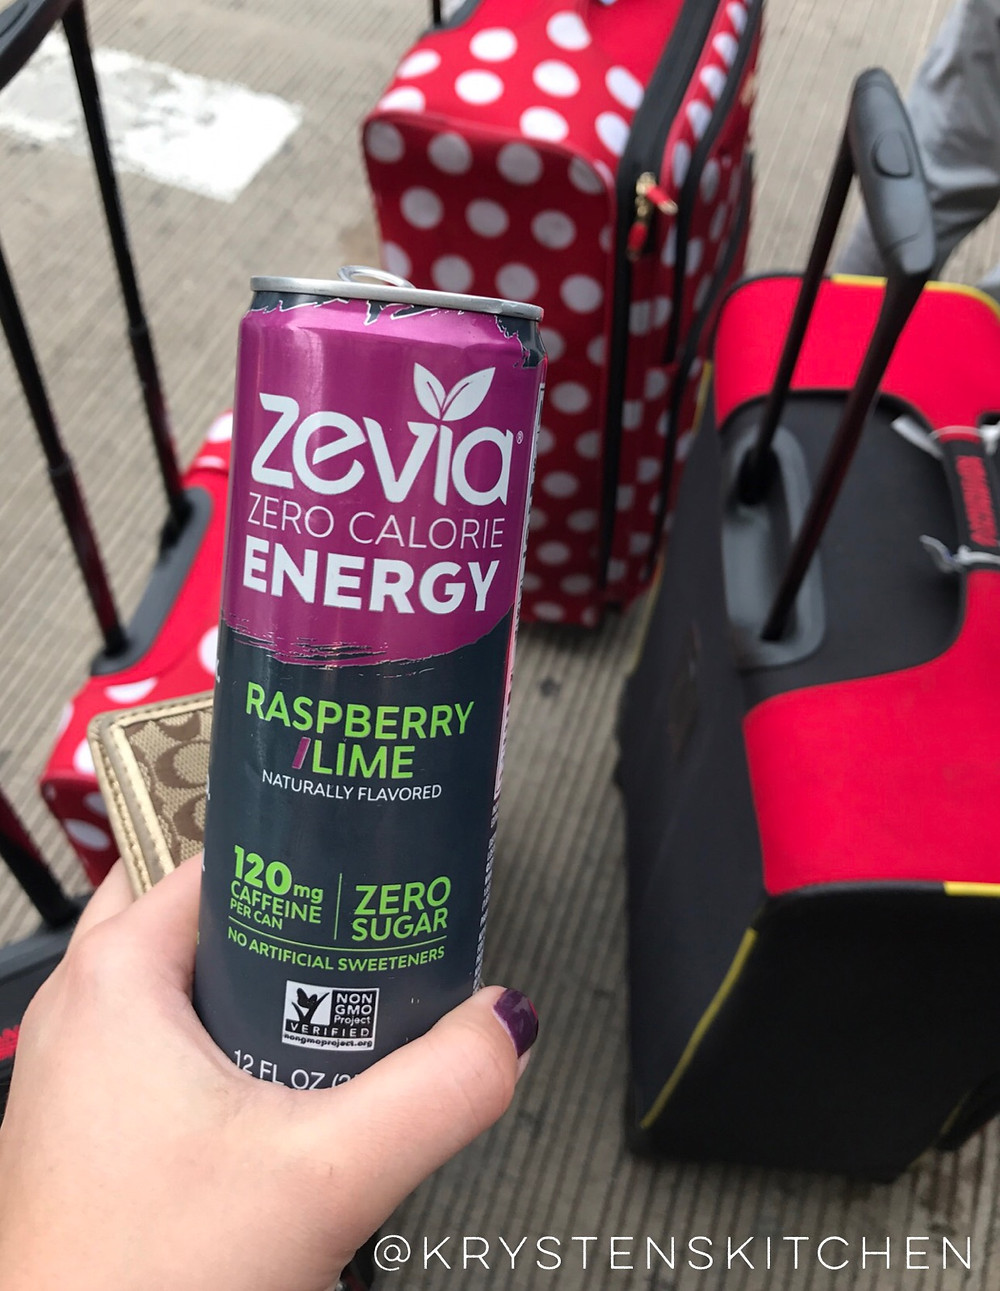 zevia®
ZERO CALORIE
ENERGY
RASPBERRY
/LIME
NATURALLY FLAVORED
120mg
CAFFEINE
PER CAN
ZERO
SUGAR
NO ARTIFICIAL SWEETENERS
NON
GMO
Project
VERIFIED
nongmoproject.org
12 FL OZ
@KRYSTENSKITCHEN